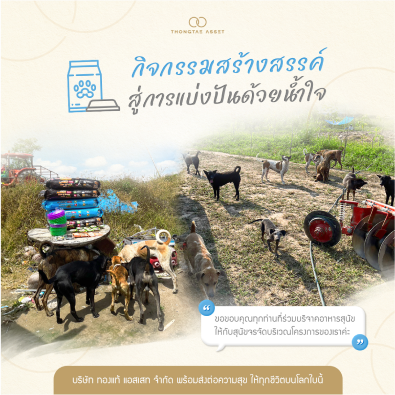 THONGTAE ASSET
กิจกรรมสร้างสรรค์
สู่การแบ่งปันด้วยน้ำใจ
ขอขอบคุณทุกท่านที่ร่วมบริจาคอาหารสุนัข
ให้กับสุนัขจรจัดบริเวณโครงการของเราค่ะ
บริษัท ทองแท้ แอสเสท จำกัด พร้อมส่งต่อความสุข ให้ทุกชีวิตบนโลกใบนี้